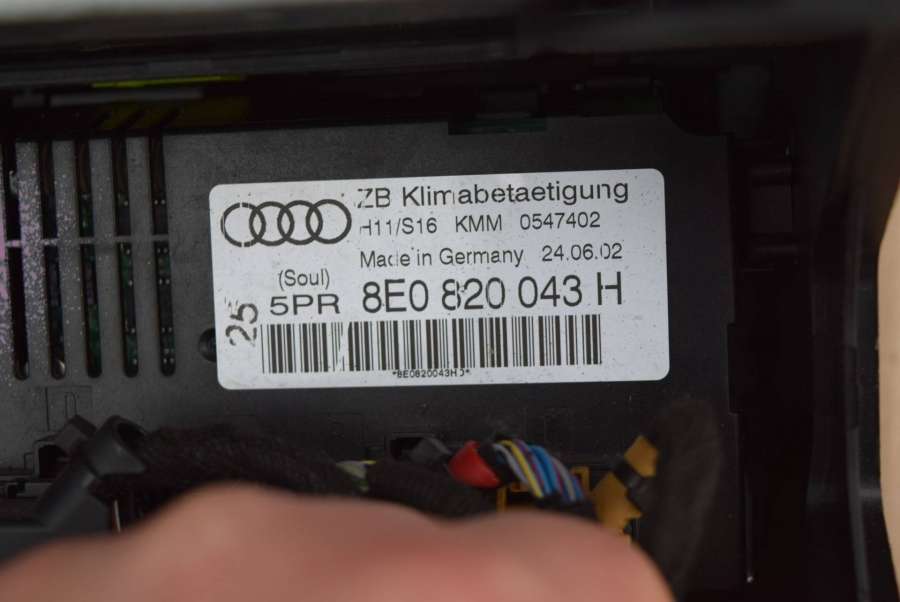 ZB Klimabetaetigung
H11/S16 KMM 0547402
Made in Germany 24.06.02
(Soul)
25 5PR 8E0 820 043 H